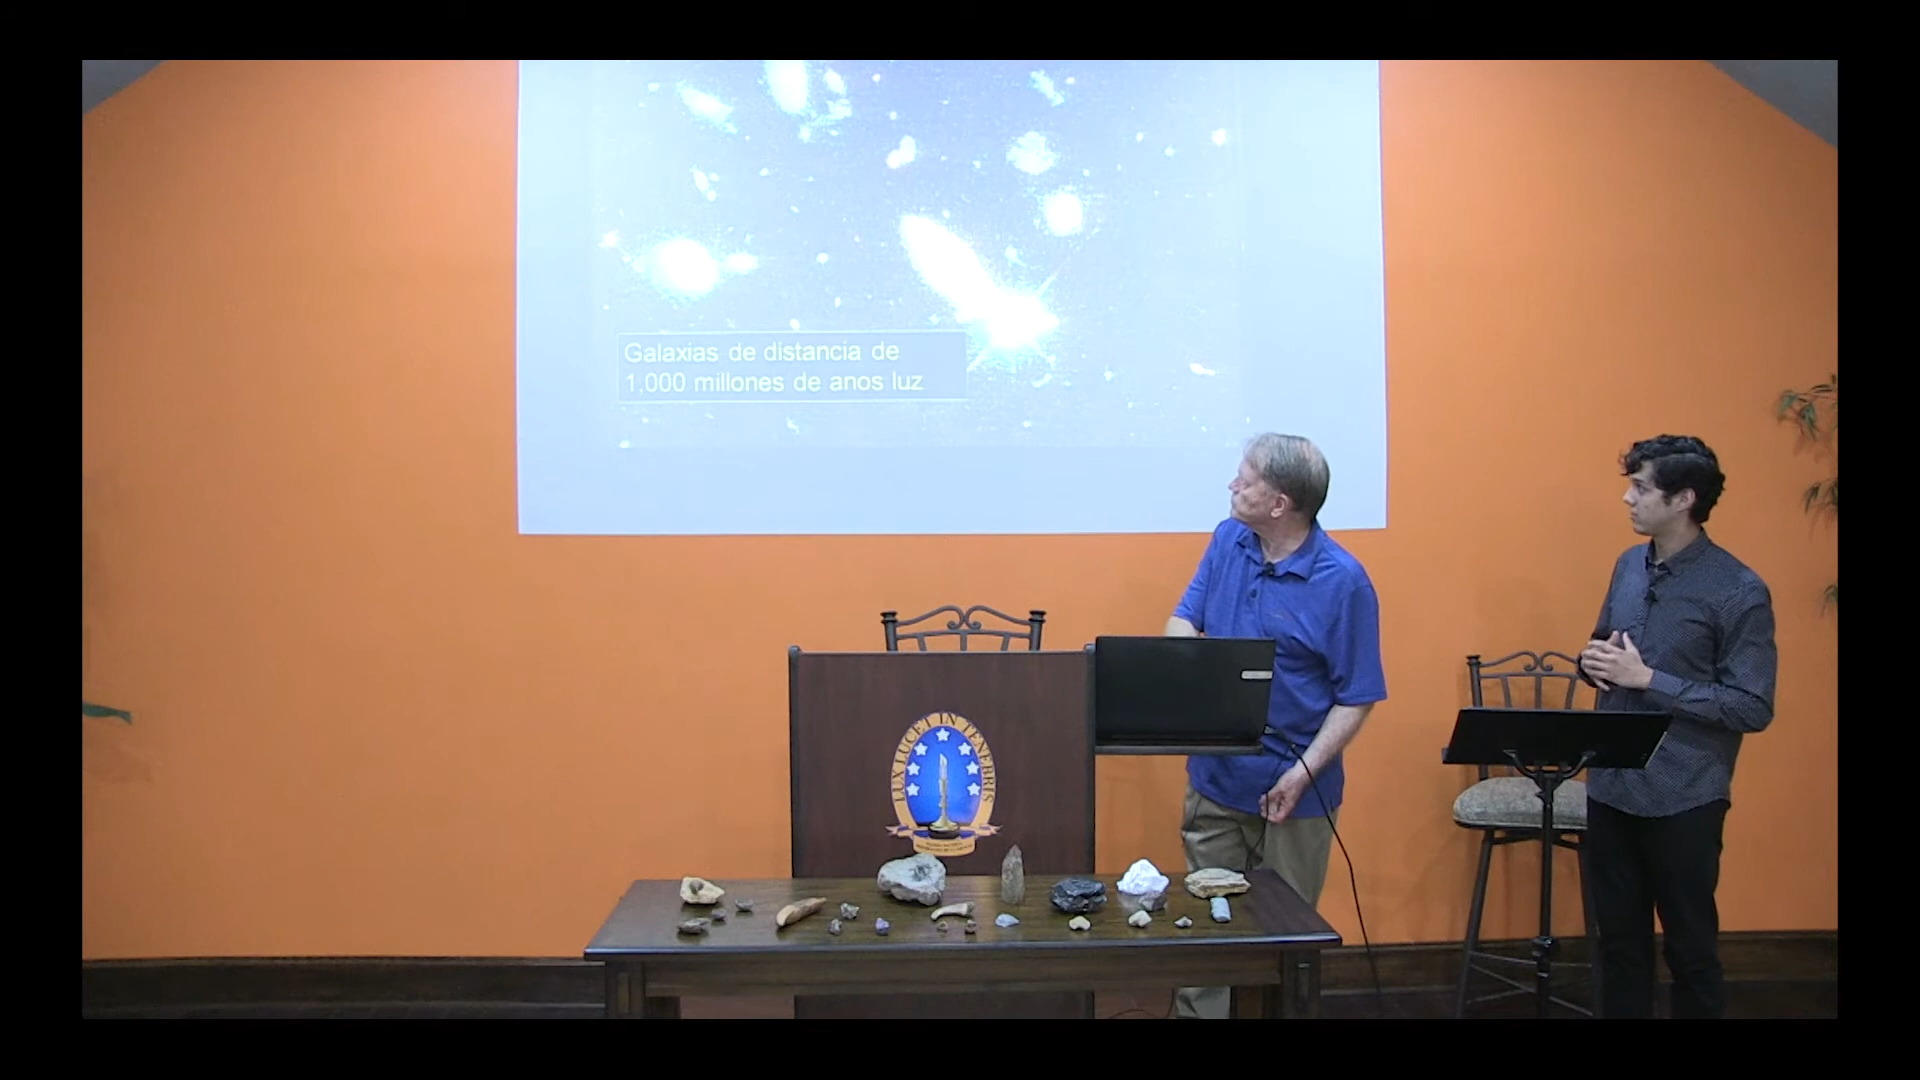 Galaxias de distancia de
1,000 millones de anos luz
LUX LUCET IN TENEBRIS